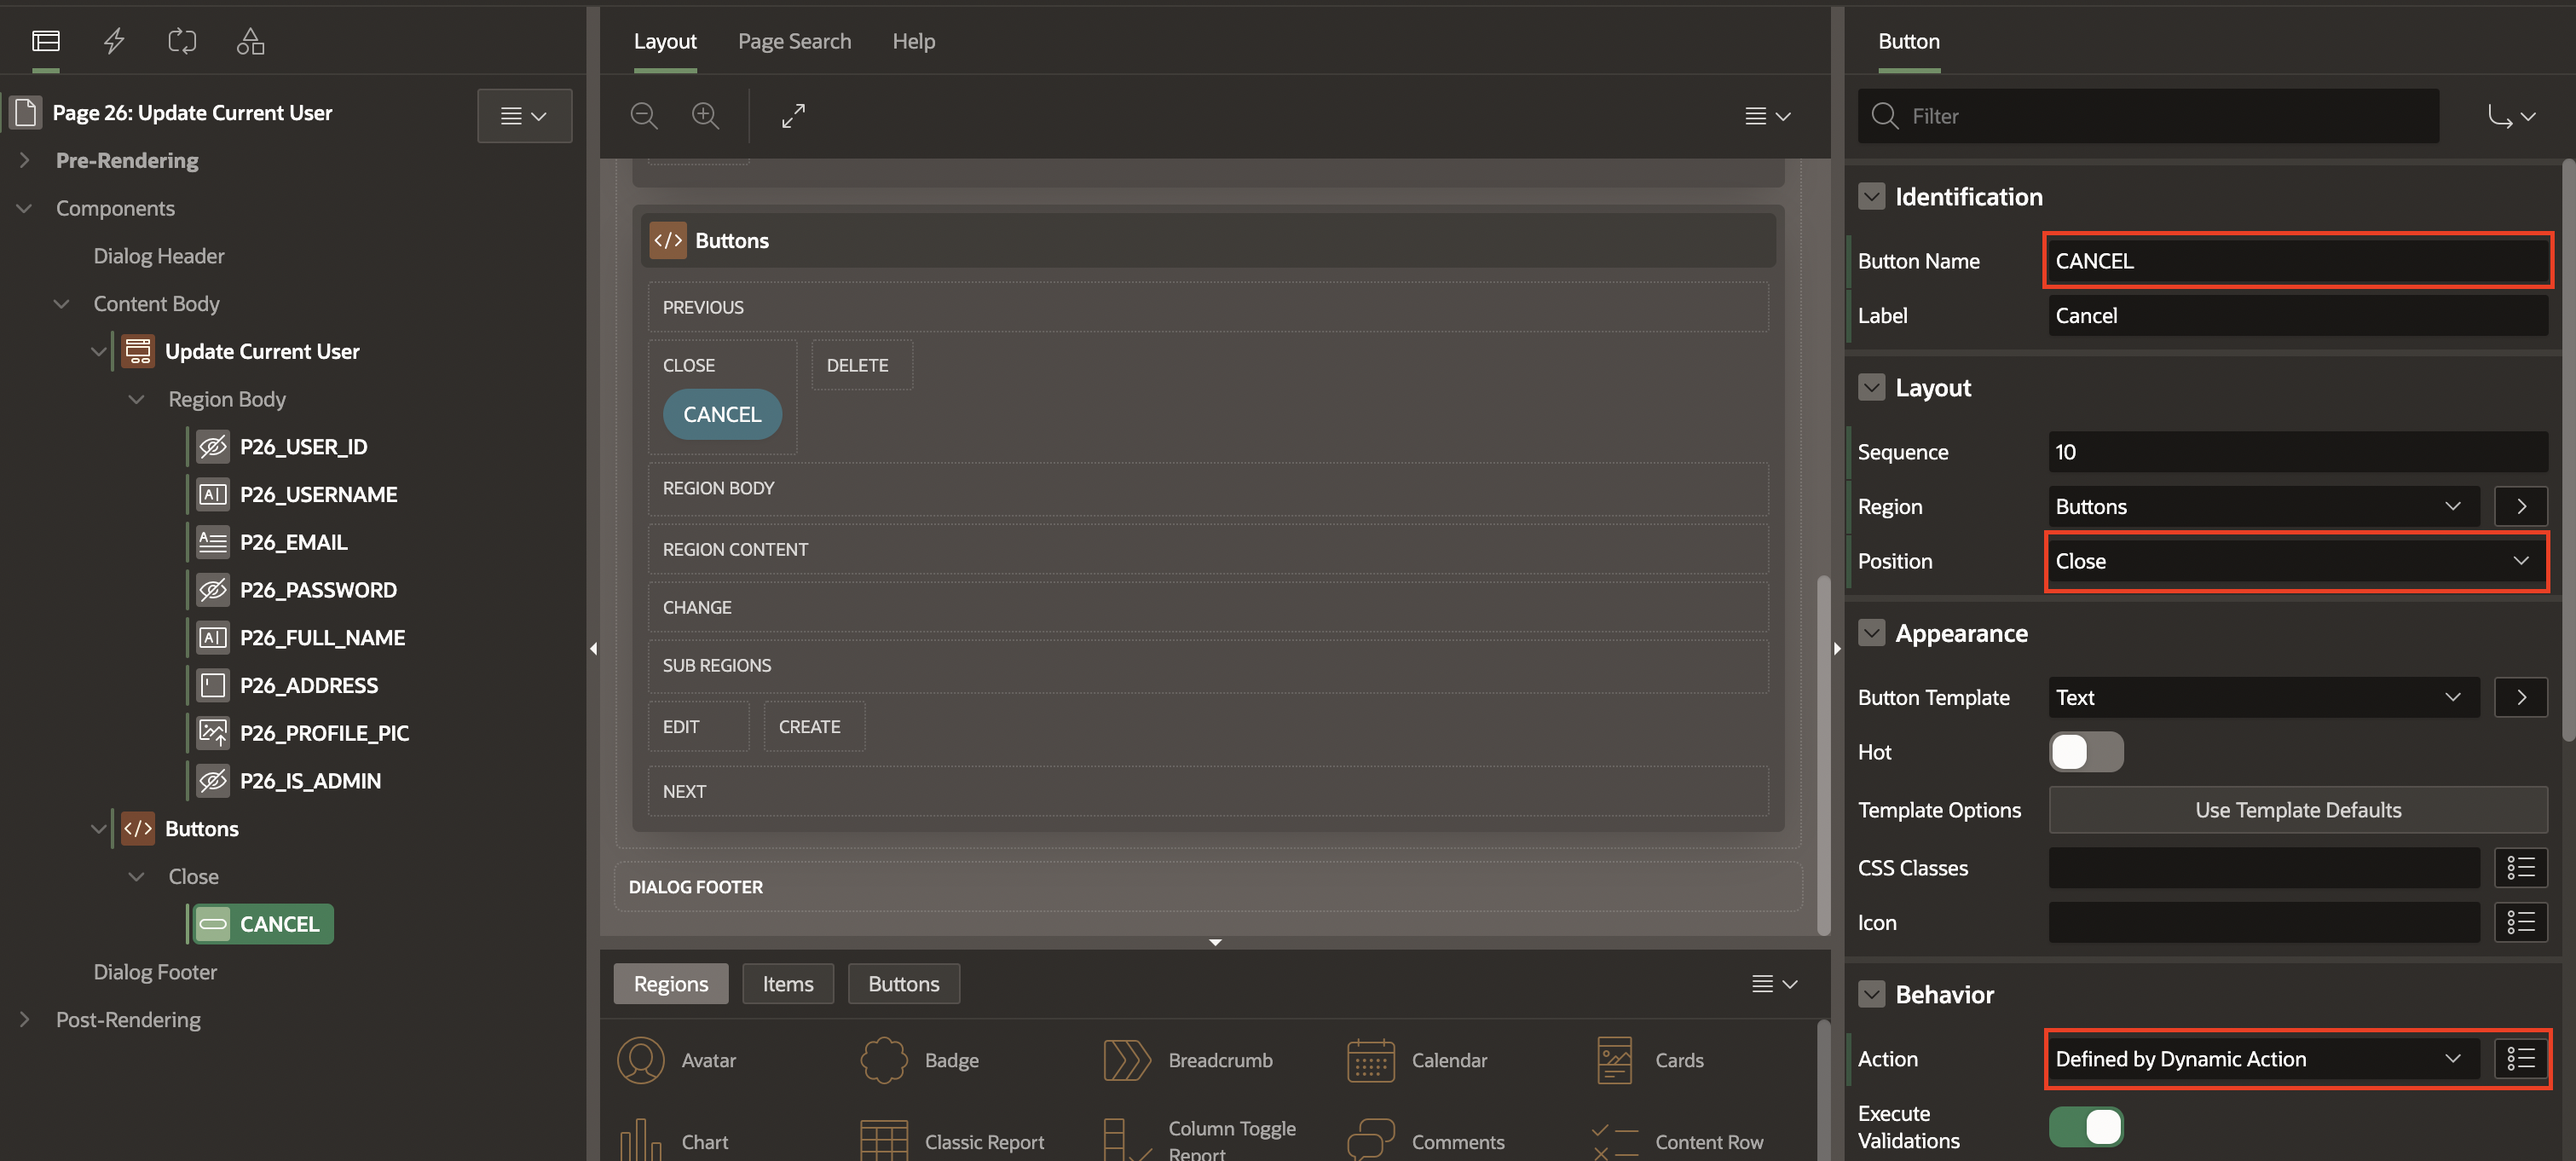 Page 26: Update Current User
Pre-Rendering
Components
Dialog Header
Content Body
Update Current User
Region Body
P26_USER_ID
P26_USERNAME
P26_EMAIL
P26_PASSWORD
P26_FULL_NAME
P26_ADDRESS
P26_PROFILE_PIC
P26_IS_ADMIN
Buttons
Close
CANCEL
Dialog Footer
Post-Rendering
Layout Page Search Help
Buttons
PREVIOUS
CLOSE DELETE
CANCEL
REGION BODY
REGION CONTENT
CHANGE
SUB REGIONS
EDIT CREATE
NEXT
DIALOG FOOTER
Regions Items Buttons
Avatar Badge Breadcrumb Calendar Cards
Chart Classic Report Column Toggle Report Comments Content Row
Button
Filter
Identification
Button Name CANCEL
Label Cancel
Layout
Sequence 10
Region Buttons
Position Close
Appearance
Button Template Text
Hot
Template Options Use Template Defaults
CSS Classes
Icon
Behavior
Action Defined by Dynamic Action
Execute
Validations